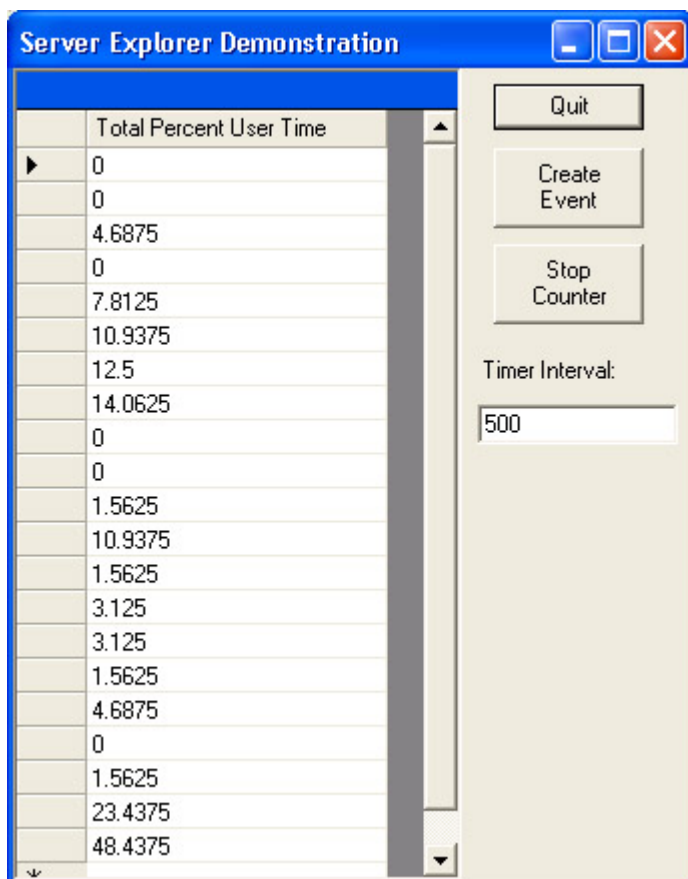 Server Explorer Demonstration
Total Percent User Time
0
0
4.6875
0
7.8125
10.9375
12.5
14.0625
0
0
1.5625
10.9375
1.5625
3.125
3.125
1.5625
4.6875
0
1.5625
23.4375
48.4375
Quit
Create
Event
Stop
Counter
Timer Interval:
500